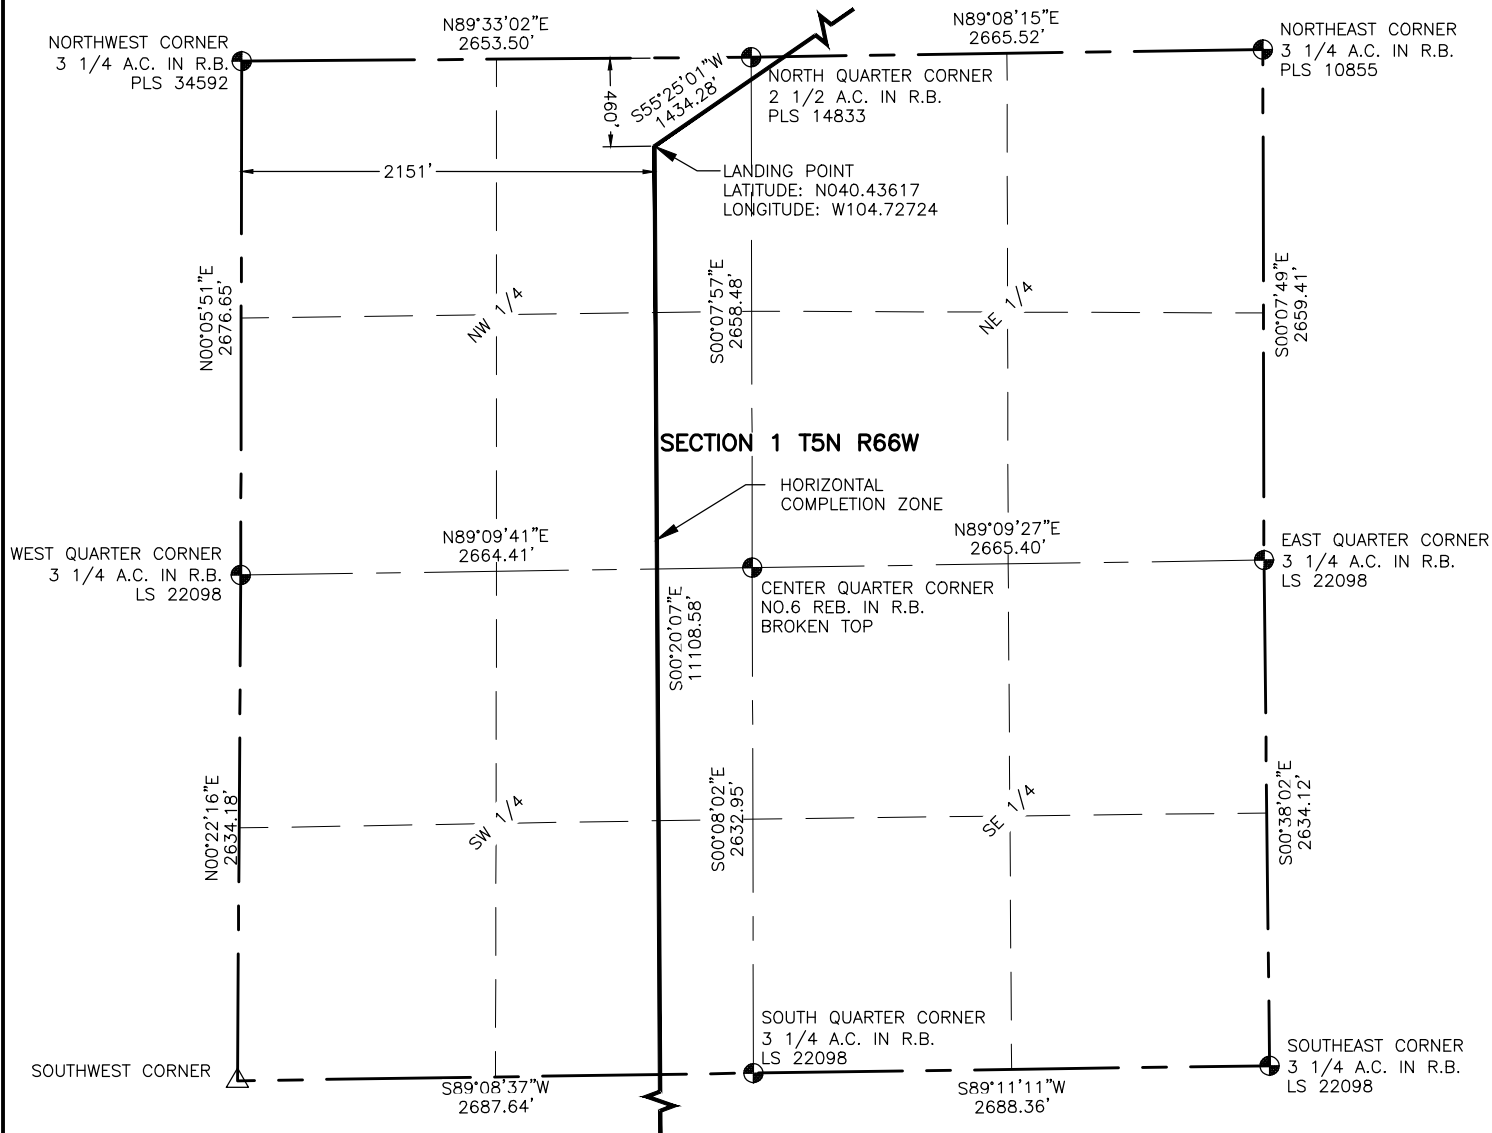 N89°33'02"E
2653.50'
N89°08'15"E
2665.52'
NORTHWEST CORNER
3 1/4 A.C. IN R.B.
PLS 34592
NORTHEAST CORNER
3 1/4 A.C. IN R.B.
PLS 10855
NORTH QUARTER CORNER
2 1/2 A.C. IN R.B.
PLS 14833
S55°25'01"W
1434.28'
460'
2151'
LANDING POINT
LATITUDE: N040.43617
LONGITUDE: W104.72724
N00°05'51"E
2676.65'
NW 1/4
S00°07'57"E
2658.48'
NE 1/4
S00°07'49"E
2659.41'
SECTION 1 T5N R66W
HORIZONTAL
COMPLETION ZONE
N89°09'41"E
2664.41'
N89°09'27"E
2665.40'
WEST QUARTER CORNER
3 1/4 A.C. IN R.B.
LS 22098
EAST QUARTER CORNER
3 1/4 A.C. IN R.B.
LS 22098
CENTER QUARTER CORNER
NO.6 REB. IN R.B.
BROKEN TOP
S00°20'07"E
11108.58'
N00°22'16"E
2634.18'
SW 1/4
S00°08'02"E
2632.95'
SE 1/4
S00°38'02"E
2634.12'
SOUTH QUARTER CORNER
3 1/4 A.C. IN R.B.
LS 22098
SOUTHWEST CORNER
SOUTHEAST CORNER
3 1/4 A.C. IN R.B.
LS 22098
S89°08'37"W
2687.64'
S89°11'11"W
2688.36'